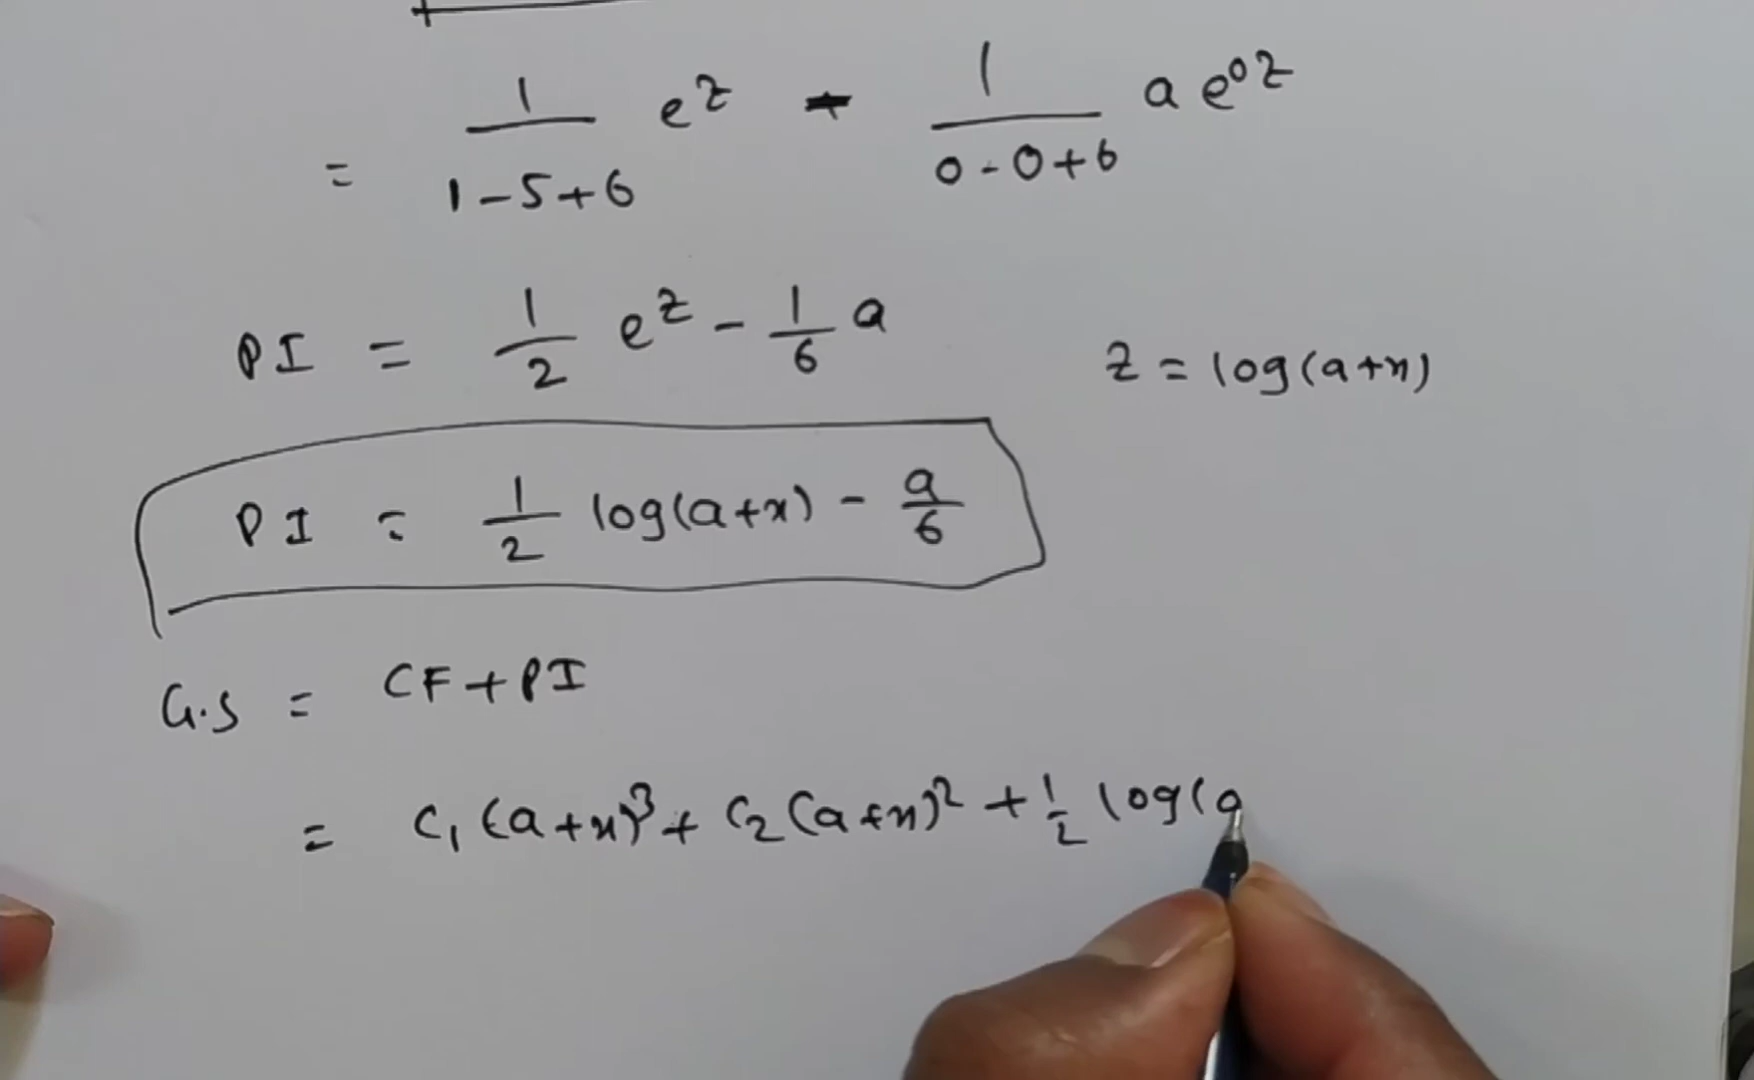 = 1/(1-5+6) e^z - 1/(0-0+6) a e^{0z}
PI = 1/2 e^z - 1/6 a
z = log(a+x)
PI = 1/2 log(a+x) - a/6
G.S = CF+PI
= C₁(a+x)³ + C₂(a+x)² + 1/2 log(a